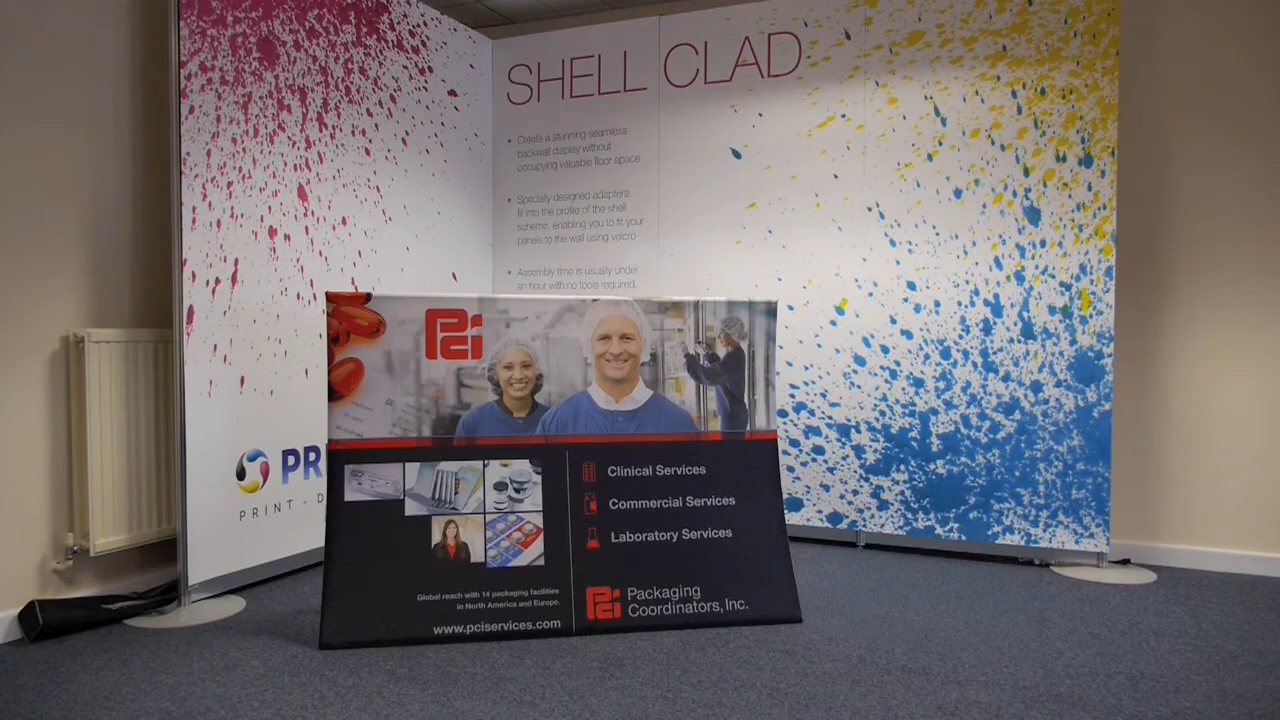 SHELL CLAD
• Create a stunning seamless
backwall display without
occupying valuable floor space
• Specially designed adapters
fit into the profile of the shell
scheme, enabling you to fit your
panels to the wall using velcro
• Assembly time is usually under
an hour with no tools required,
PR
PRINT - D
PCi
Clinical Services
Commercial Services
Laboratory Services
Global reach with 14 packaging facilities
in North America and Europe.
www.pciservices.com
PCi Packaging
Coordinators, Inc.